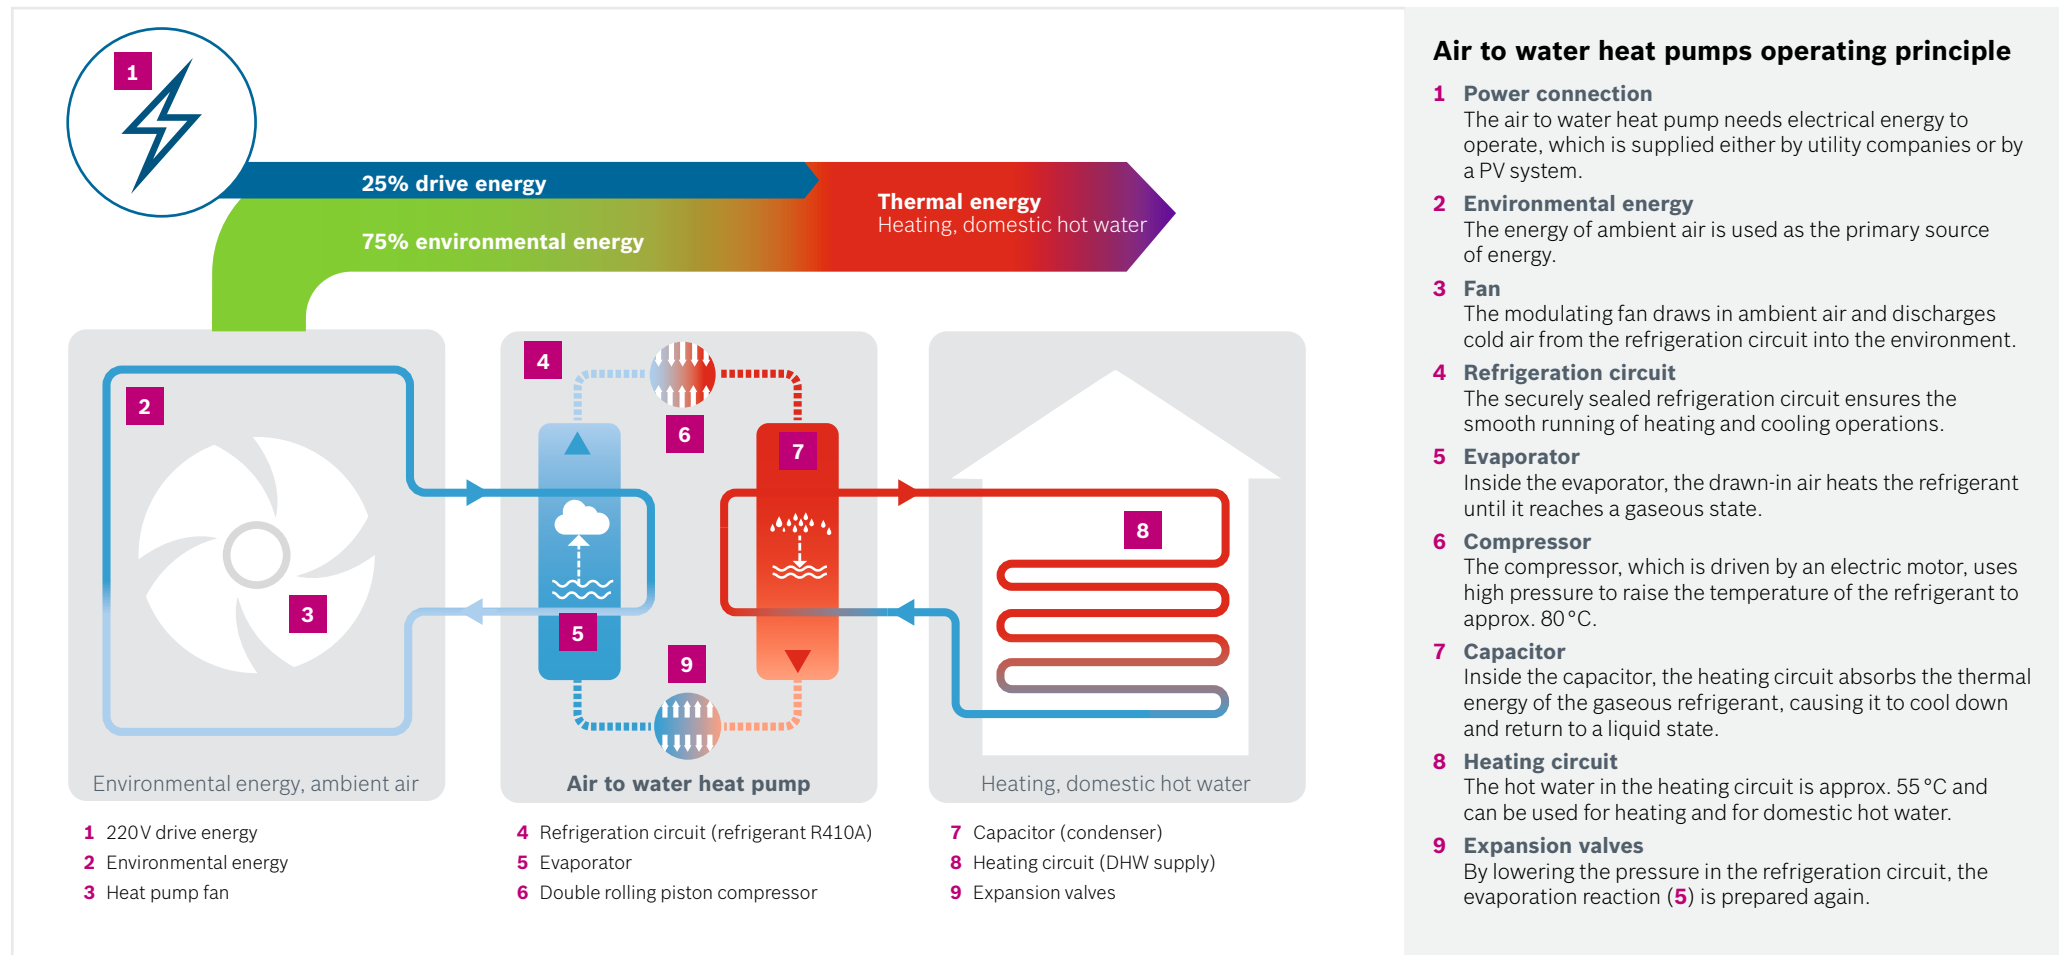 1
25% drive energy
75% environmental energy
Thermal energy
Heating, domestic hot water
2
3
Environmental energy, ambient air
4
6
7
5
9
Air to water heat pump
8
Heating, domestic hot water
1 220 V drive energy
2 Environmental energy
3 Heat pump fan
4 Refrigeration circuit (refrigerant R410A)
5 Evaporator
6 Double rolling piston compressor
7 Capacitor (condenser)
8 Heating circuit (DHW supply)
9 Expansion valves
Air to water heat pumps operating principle
1 Power connection
The air to water heat pump needs electrical energy to
operate, which is supplied either by utility companies or by
a PV system.
2 Environmental energy
The energy of ambient air is used as the primary source
of energy.
3 Fan
The modulating fan draws in ambient air and discharges
cold air from the refrigeration circuit into the environment.
4 Refrigeration circuit
The securely sealed refrigeration circuit ensures the
smooth running of heating and cooling operations.
5 Evaporator
Inside the evaporator, the drawn-in air heats the refrigerant
until it reaches a gaseous state.
6 Compressor
The compressor, which is driven by an electric motor, uses
high pressure to raise the temperature of the refrigerant to
approx. 80 °C.
7 Capacitor
Inside the capacitor, the heating circuit absorbs the thermal
energy of the gaseous refrigerant, causing it to cool down
and return to a liquid state.
8 Heating circuit
The hot water in the heating circuit is approx. 55 °C and
can be used for heating and for domestic hot water.
9 Expansion valves
By lowering the pressure in the refrigeration circuit, the
evaporation reaction (5) is prepared again.